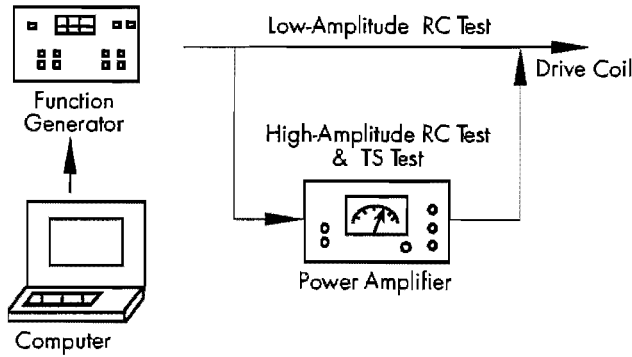 Low-Amplitude RC Test
Drive Coil
Function
Generator
High-Amplitude RC Test
& TS Test
Power Amplifier
Computer